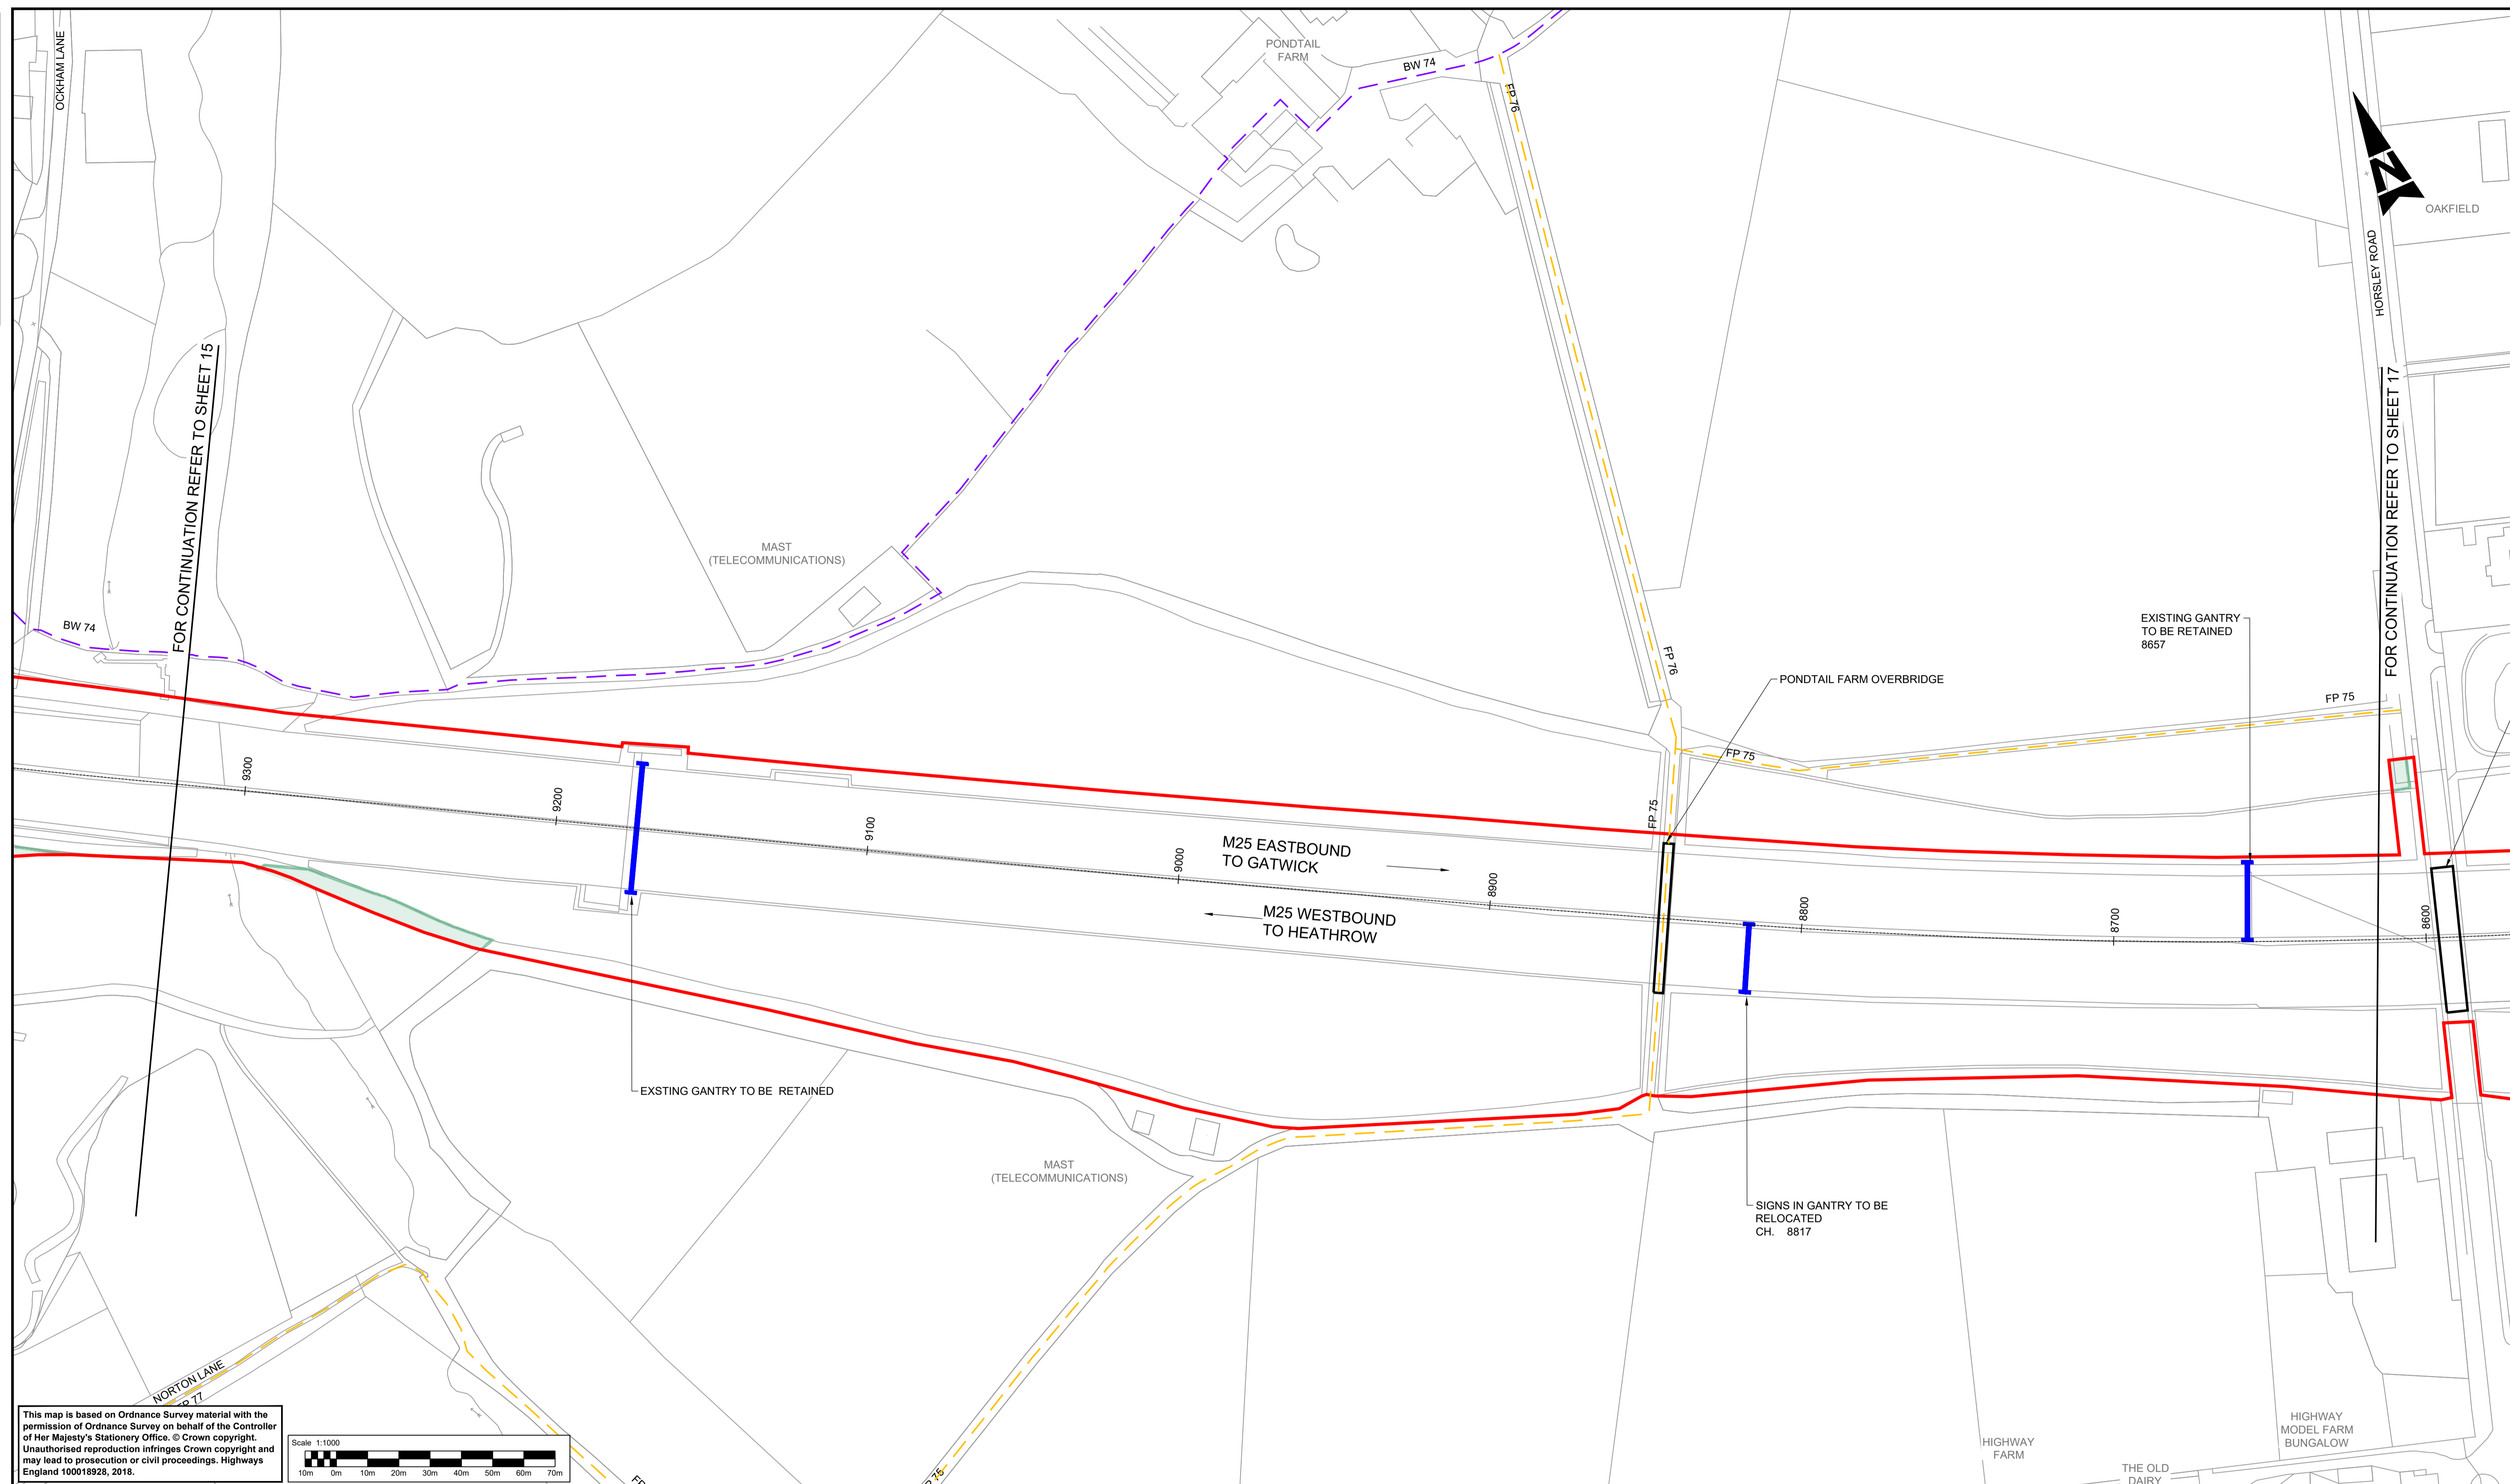 OCKHAM LANE
PONDTAIL
FARM
BW 74
FP 76
OAKFIELD
HORSLEY ROAD
N
FOR CONTINUATION REFER TO SHEET 15
FOR CONTINUATION REFER TO SHEET 17
MAST
(TELECOMMUNICATIONS)
BW 74
EXISTING GANTRY
TO BE RETAINED
8657
FP 76
PONDTAIL FARM OVERBRIDGE
FP 75
FP 75
FP 75
9300
9200
9100
9000
8900
8800
8700
8600
M25 EASTBOUND
TO GATWICK
M25 WESTBOUND
TO HEATHROW
EXSTING GANTRY TO BE RETAINED
MAST
(TELECOMMUNICATIONS)
SIGNS IN GANTRY TO BE
RELOCATED
CH. 8817
NORTON LANE
77
75
HIGHWAY
FARM
HIGHWAY
MODEL FARM
BUNGALOW
THE OLD
DAIRY
This map is based on Ordnance Survey material with the
permission of Ordnance Survey on behalf of the Controller
of Her Majesty's Stationery Office. © Crown copyright.
Unauthorised reproduction infringes Crown copyright and
may lead to prosecution or civil proceedings. Highways
England 100018928, 2018.
Scale 1:1000
10m 0m 10m 20m 30m 40m 50m 60m 70m